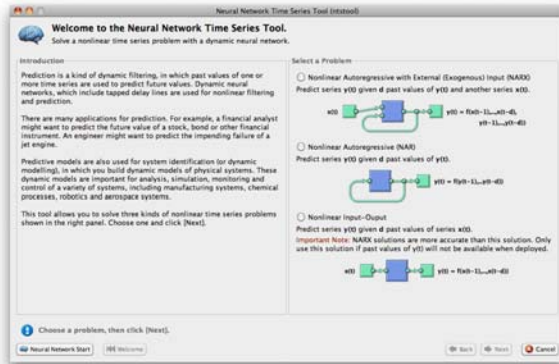 Neural Network Time Series Tool (ntstool)
Welcome to the Neural Network Time Series Tool.
Solve a nonlinear time series problem with a dynamic neural network.
Introduction
Prediction is a kind of dynamic filtering, in which past values of one or
more time series are used to predict future values. Dynamic neural
networks, which include tapped delay lines are used for nonlinear filtering
and prediction.
There are many applications for prediction. For example, a financial analyst
might want to predict the future value of a stock, bond or other financial
instrument. An engineer might want to predict the impending failure of a
jet engine.
Predictive models are also used for system identification (or dynamic
modelling), in which you build dynamic models of physical systems. These
dynamic models are important for analysis, simulation, monitoring and
control of a variety of systems, including manufacturing systems, chemical
processes, robotics and aerospace systems.
This tool allows you to solve three kinds of nonlinear time series problems
shown in the right panel. Choose one and click [Next].
Select a Problem
Nonlinear Autoregressive with External (Exogenous) Input (NARX)
Predict series y(t) given d past values of y(t) and another series x(t).
x(t)
y(t) = f(x(t-1),...,x(t-d),
y(t-1),...,y(t-d))
Nonlinear Autoregressive (NAR)
Predict series y(t) given d past values of y(t).
y(t) = f(y(t-1),...y(t-d))
Nonlinear Input-Ouput
Predict series y(t) given d past values of series x(t).
Important Note: NARX solutions are more accurate than this solution. Only
use this solution if past values of y(t) will not be available when deployed.
x(t)
y(t) = f(x(t-1),...,x(t-d))
Choose a problem, then click [Next].
Neural Network Start
Welcome
Back
Next
Cancel